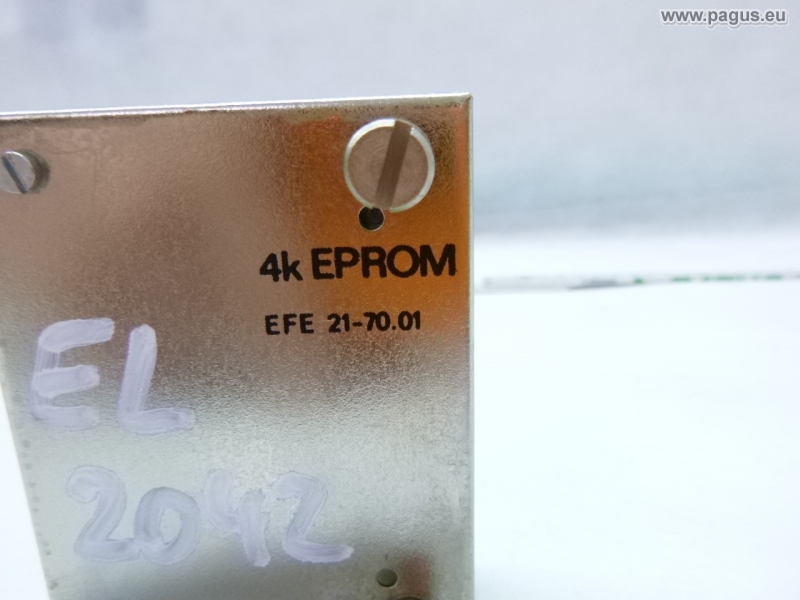 www.pagus.eu
4k EPROM
EFE 21-70.01
EL
2042